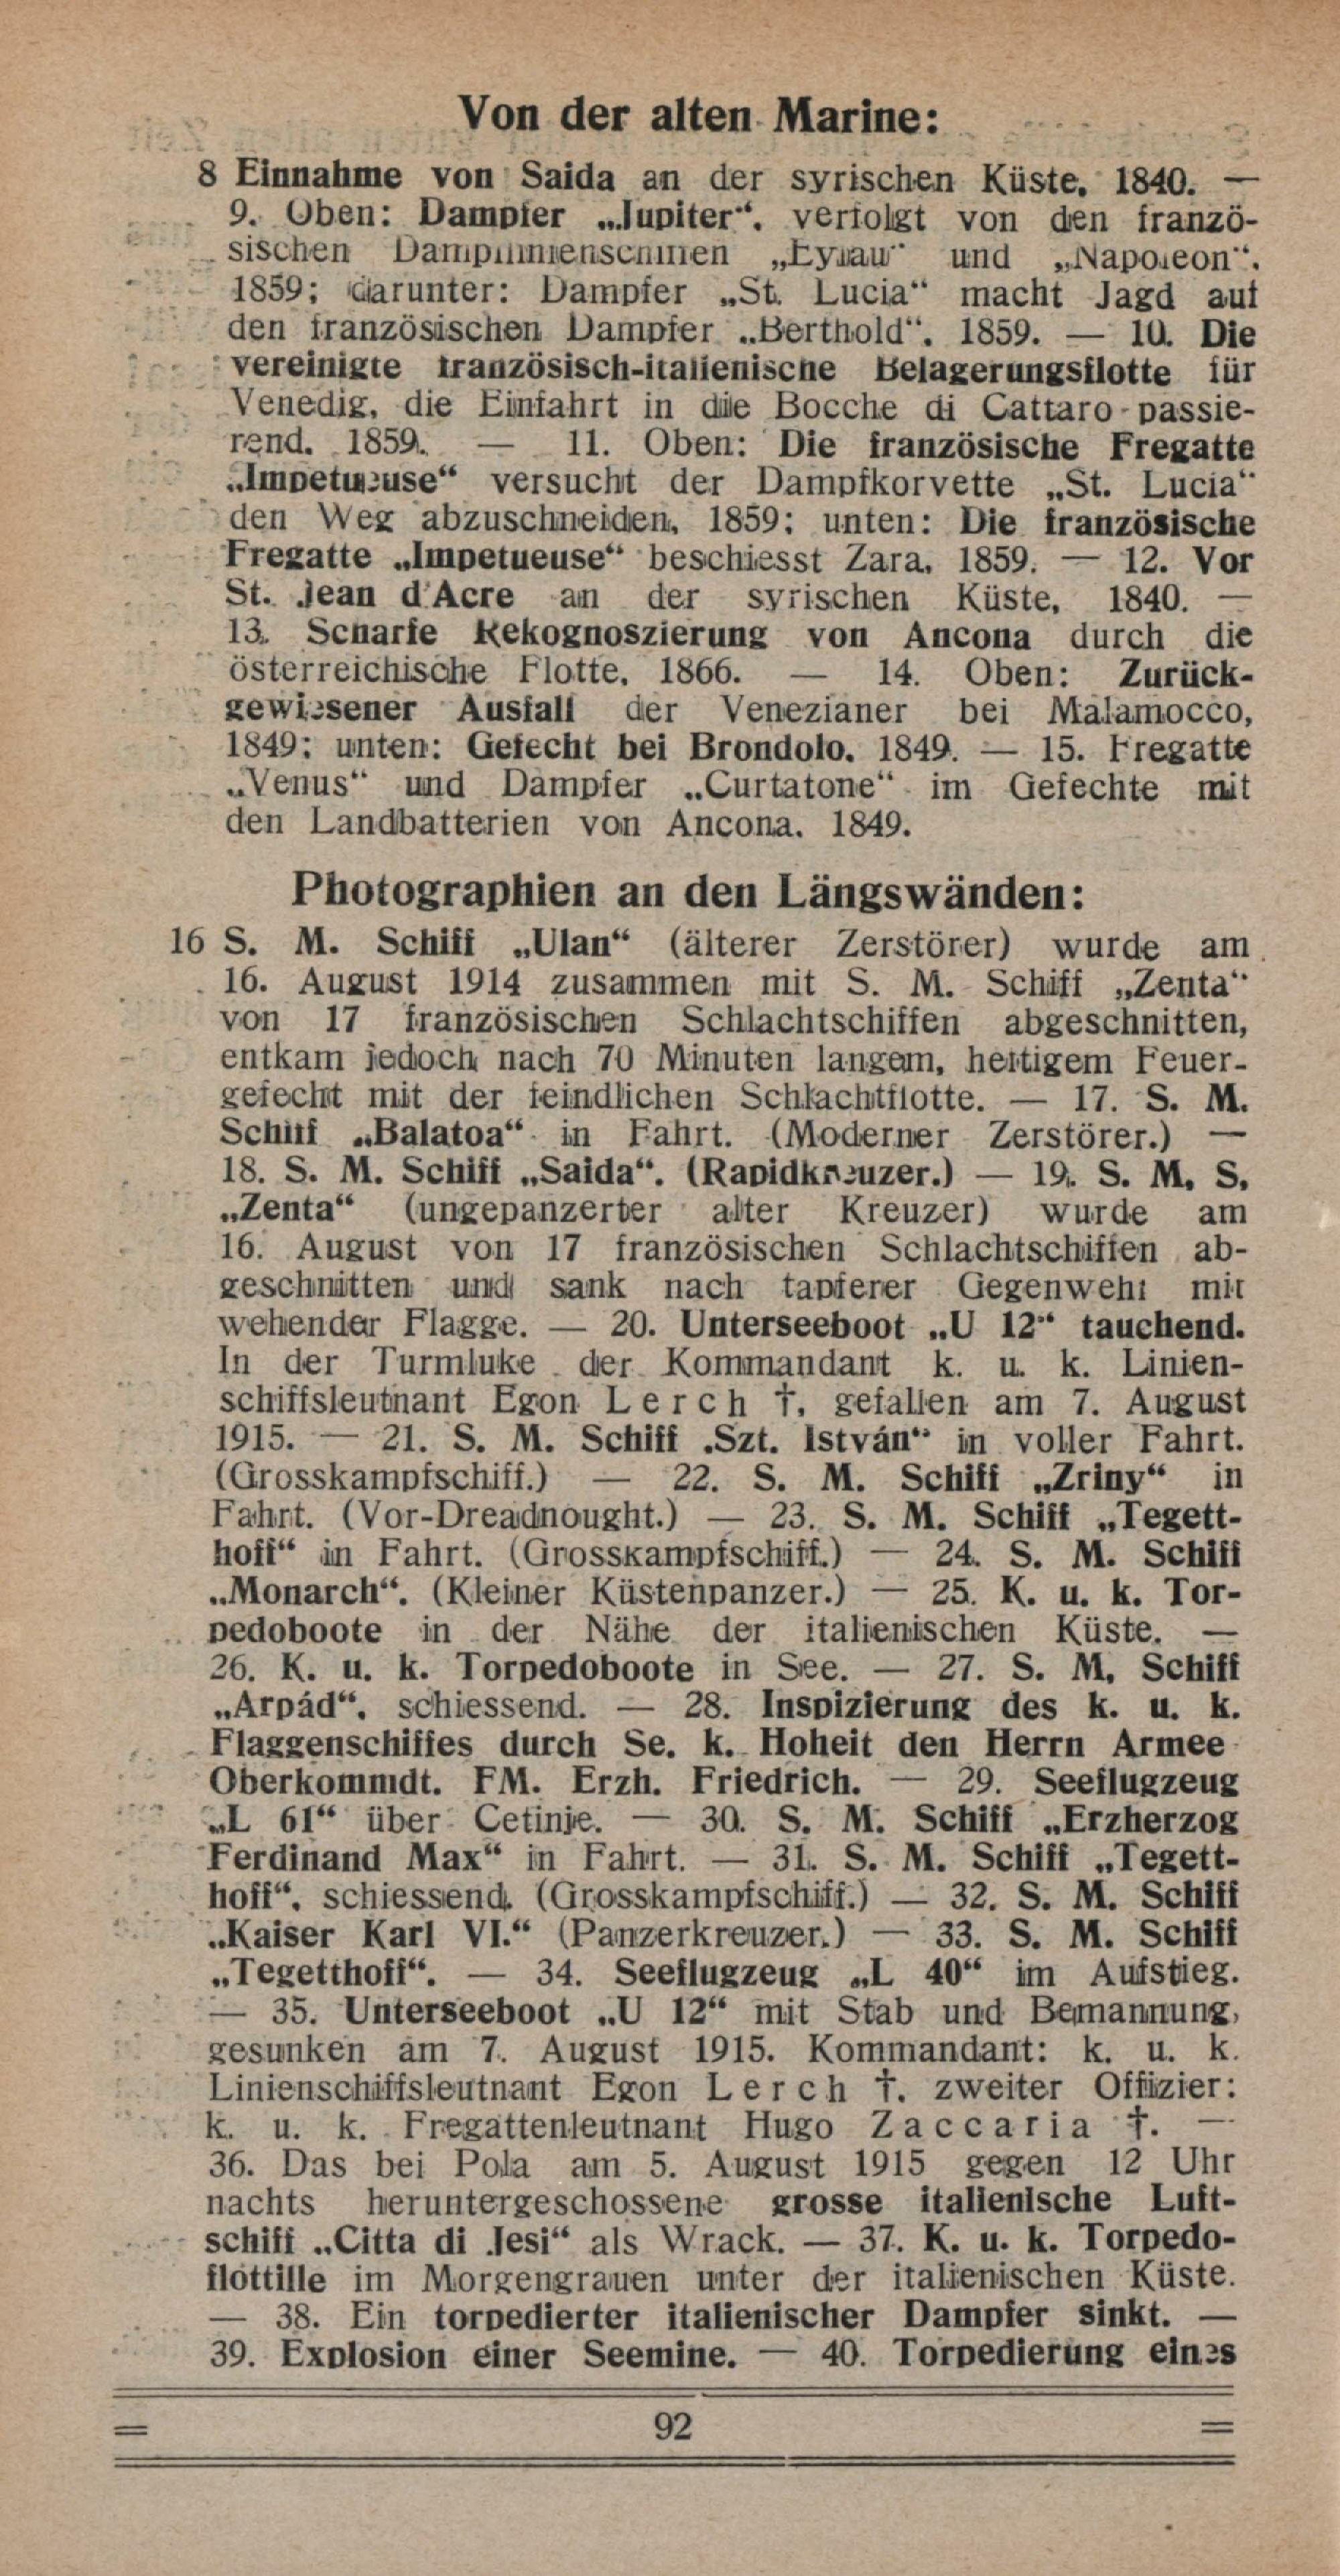 Von der alten Marine:
8 Einnahme von Saida an der syrischen Küste, 1840. —
9. Oben: Dampfer „Jupiter“, verfolgt von den franzö-
sischen Dampflinienschiffen „Eylau“ und „Napoleon“,
1859; darunter: Dampfer „St. Lucia“ macht Jagd auf
den französischen Dampfer „Berthold“, 1859. — 10. Die
vereinigte französisch-italienische Belagerungsflotte für
Venedig, die Einfahrt in die Bocche di Cattaro passie-
rend, 1859. — 11. Oben: Die französische Fregatte
„Impetueuse“ versucht der Dampfkorvette „St. Lucia“
den Weg abzuschneiden, 1859; unten: Die französische
Fregatte „Impetueuse“ beschiesst Zara, 1859. — 12. Vor
St. Jean d'Acre an der syrischen Küste, 1840. —
13. Scharfe Rekognoszierung von Ancona durch die
österreichische Flotte, 1866. — 14. Oben: Zurück-
gewiesener Ausfall der Venezianer bei Malamocco,
1849; unten: Gefecht bei Brondolo, 1849. — 15. Fregatte
„Venus“ und Dampfer „Curtatone“ im Gefechte mit
den Landbatterien von Ancona, 1849.
Photographien an den Längswänden:
16 S. M. Schiff „Ulan“ (älterer Zerstörer) wurde am
16. August 1914 zusammen mit S. M. Schiff „Zenta“
von 17 französischen Schlachtschiffen abgeschnitten,
entkam jedoch nach 70 Minuten langem, heftigem Feuer-
gefecht mit der feindlichen Schlachtflotte. — 17. S. M.
Schiff „Balatoa“ in Fahrt. (Moderner Zerstörer.) —
18. S. M. Schiff „Saida“. (Rapidkreuzer.) — 19. S. M. S.
„Zenta“ (ungepanzerter alter Kreuzer) wurde am
16. August von 17 französischen Schlachtschiffen ab-
geschnitten und sank nach tapferer Gegenwehr mit
wehender Flagge. — 20. Unterseeboot „U 12“ tauchend.
In der Turmluke der Kommandant k. u. k. Linien-
schiffsleutnant Egon Lerch †, gefallen am 7. August
1915. — 21. S. M. Schiff „Szt. István“ in voller Fahrt.
(Grosskampfschiff.) — 22. S. M. Schiff „Zriny“ in
Fahrt. (Vor-Dreadnought.) — 23. S. M. Schiff „Tegett-
hoff“ in Fahrt. (Grosskampfschiff.) — 24. S. M. Schiff
„Monarch“. (Kleiner Küstenpanzer.) — 25. K. u. k. Tor-
pedoboote in der Nähe der italienischen Küste. —
26. K. u. k. Torpedoboote in See. — 27. S. M. Schiff
„Arpád“, schiessend. — 28. Inspizierung des k. u. k.
Flaggenschiffes durch Se. k. Hoheit den Herrn Armee
Oberkommdt. FM. Erzh. Friedrich. — 29. Seeflugzeug
„L 61“ über Cetinje. — 30. S. M. Schiff „Erzherzog
Ferdinand Max“ in Fahrt. — 31. S. M. Schiff „Tegett-
hoff“, schiessend. (Grosskampfschiff.) — 32. S. M. Schiff
„Kaiser Karl VI.“ (Panzerkreuzer.) — 33. S. M. Schiff
„Tegetthoff“. — 34. Seeflugzeug „L 40“ im Aufstieg.
— 35. Unterseeboot „U 12“ mit Stab und Bemannung,
gesunken am 7. August 1915. Kommandant: k. u. k.
Linienschiffsleutnant Egon Lerch †, zweiter Offizier:
k. u. k. Fregattenleutnant Hugo Zaccaria †. —
36. Das bei Pola am 5. August 1915 gegen 12 Uhr
nachts heruntergeschossene grosse italienische Luft-
schiff „Citta di Jesi“ als Wrack. — 37. K. u. k. Torpedo-
flottille im Morgengrauen unter der italienischen Küste.
— 38. Ein torpedierter italienischer Dampfer sinkt. —
39. Explosion einer Seemine. — 40. Torpedierung eines
= 92 =